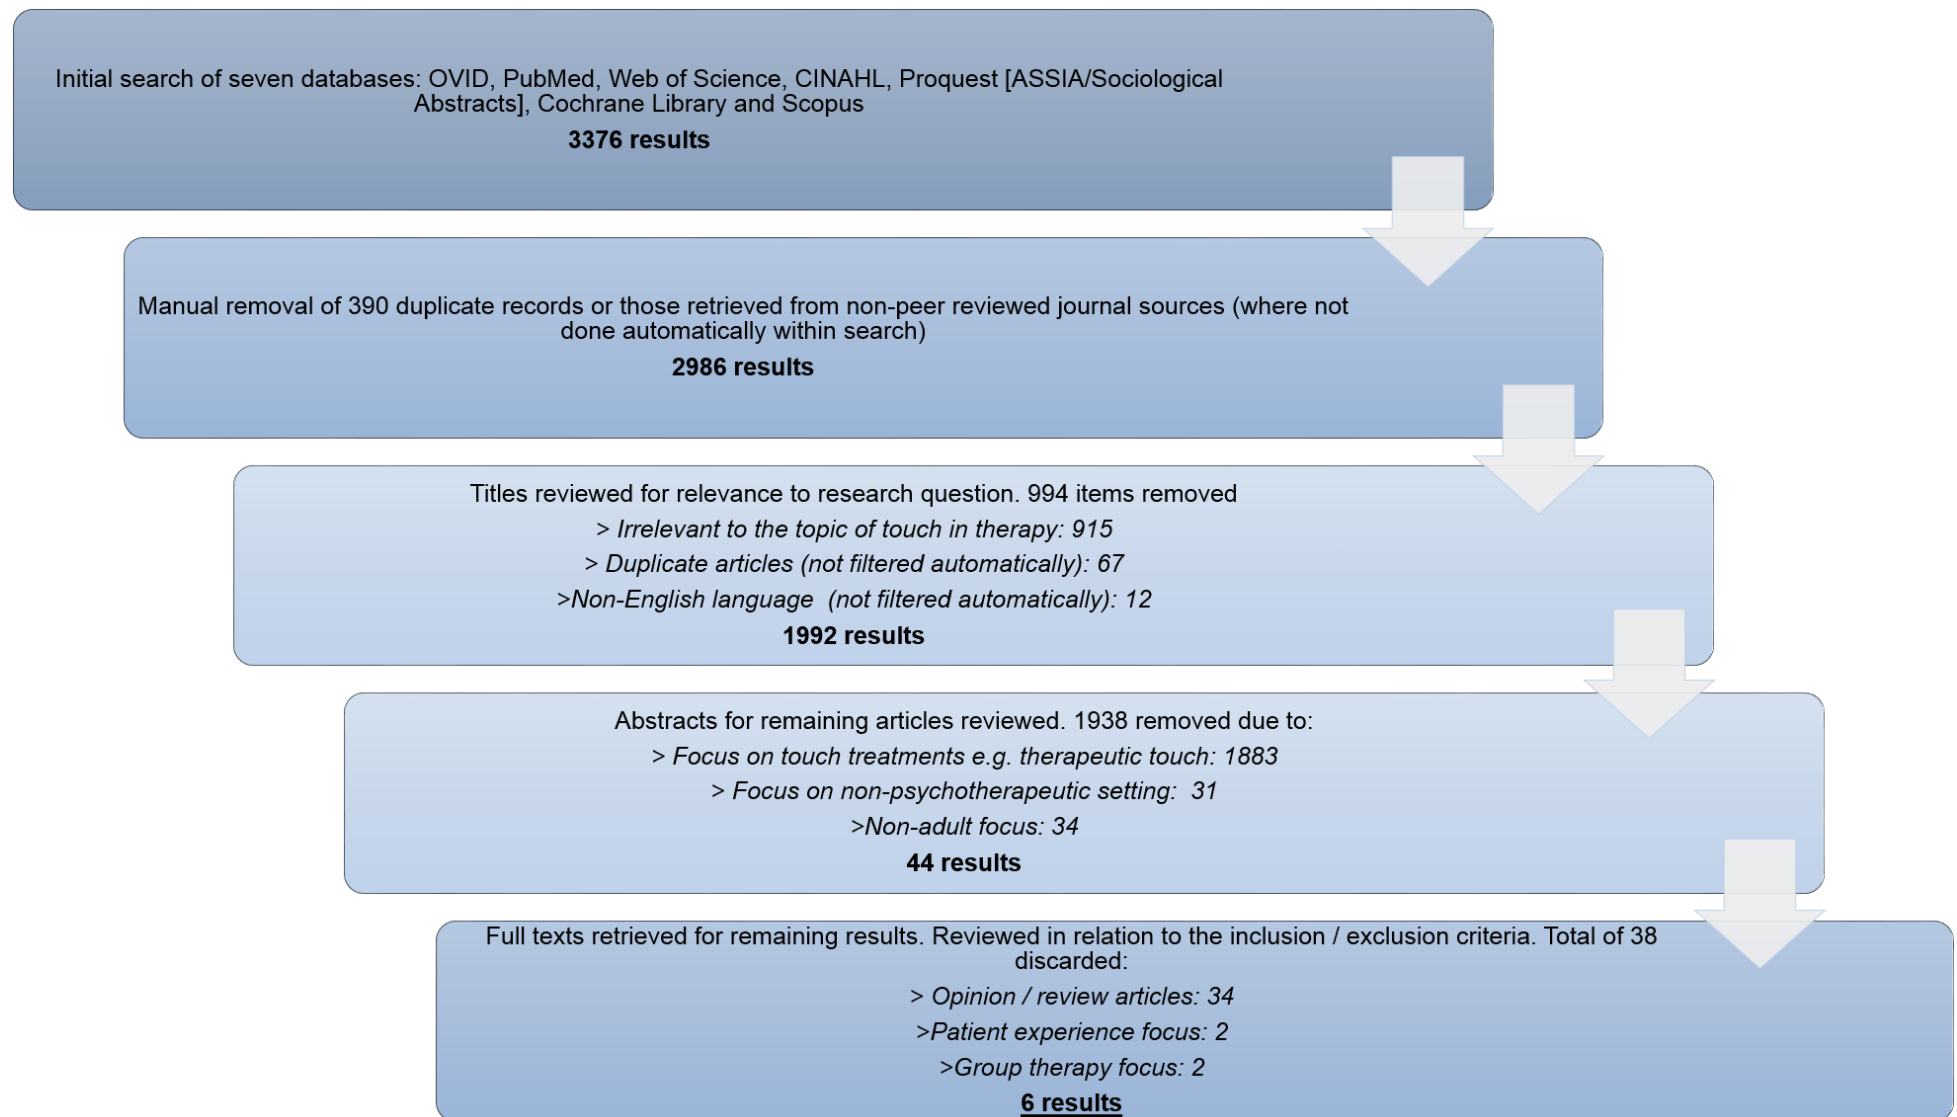 Initial search of seven databases: OVID, PubMed, Web of Science, CINAHL, Proquest [ASSIA/Sociological
Abstracts], Cochrane Library and Scopus
3376 results
Manual removal of 390 duplicate records or those retrieved from non-peer reviewed journal sources (where not
done automatically within search)
2986 results
Titles reviewed for relevance to research question. 994 items removed
> Irrelevant to the topic of touch in therapy: 915
> Duplicate articles (not filtered automatically): 67
>Non-English language  (not filtered automatically): 12
1992 results
Abstracts for remaining articles reviewed. 1938 removed due to:
> Focus on touch treatments e.g. therapeutic touch: 1883
> Focus on non-psychotherapeutic setting:  31
>Non-adult focus: 34
44 results
Full texts retrieved for remaining results. Reviewed in relation to the inclusion / exclusion criteria. Total of 38
discarded:
> Opinion / review articles: 34
>Patient experience focus: 2
>Group therapy focus: 2
6 results